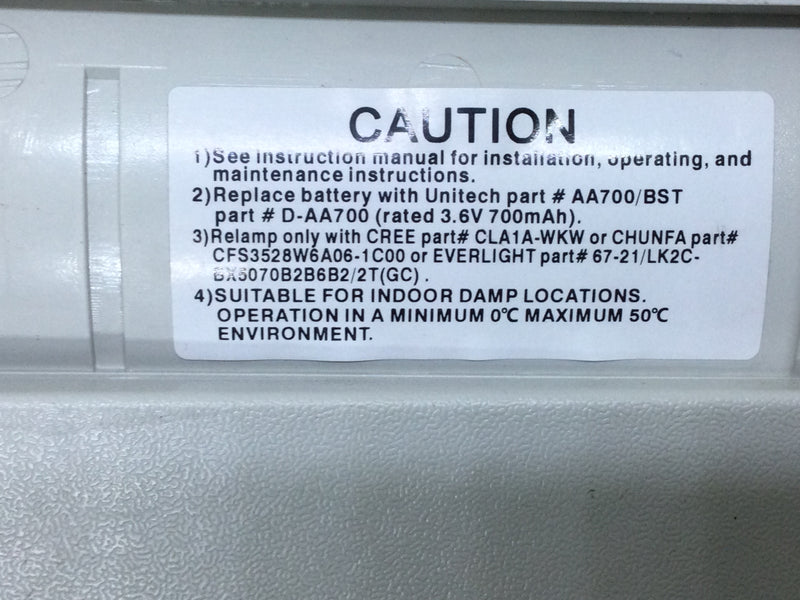 CAUTION
1)See instruction manual for installation, operating, and
maintenance instructions.
2)Replace battery with Unitech part # AA700/BST
part # D-AA700 (rated 3.6V 700mAh).
3)Relamp only with CREE part# CLA1A-WKW or CHUNFA part#
CFS3528W6A06-1C00 or EVERLIGHT part# 67-21/LK2C-
BX5070B2B6B2/2T(GC) .
4)SUITABLE FOR INDOOR DAMP LOCATIONS.
OPERATION IN A MINIMUM 0℃ MAXIMUM 50℃
ENVIRONMENT.